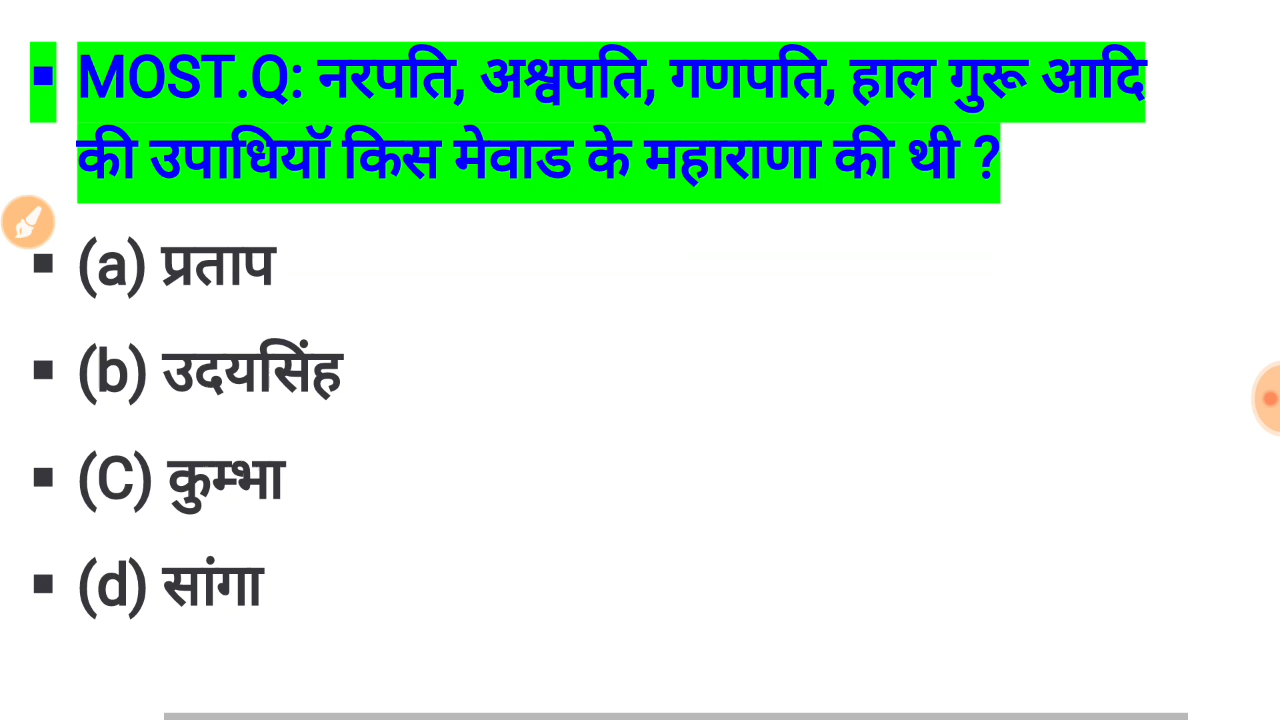 ▪ MOST.Q: नरपति, अश्वपति, गणपति, हाल गुरू आदि
की उपाधियॉ किस मेवाड के महाराणा की थी ?
▪ (a) प्रताप
▪ (b) उदयसिंह
▪ (C) कुम्भा
▪ (d) सांगा